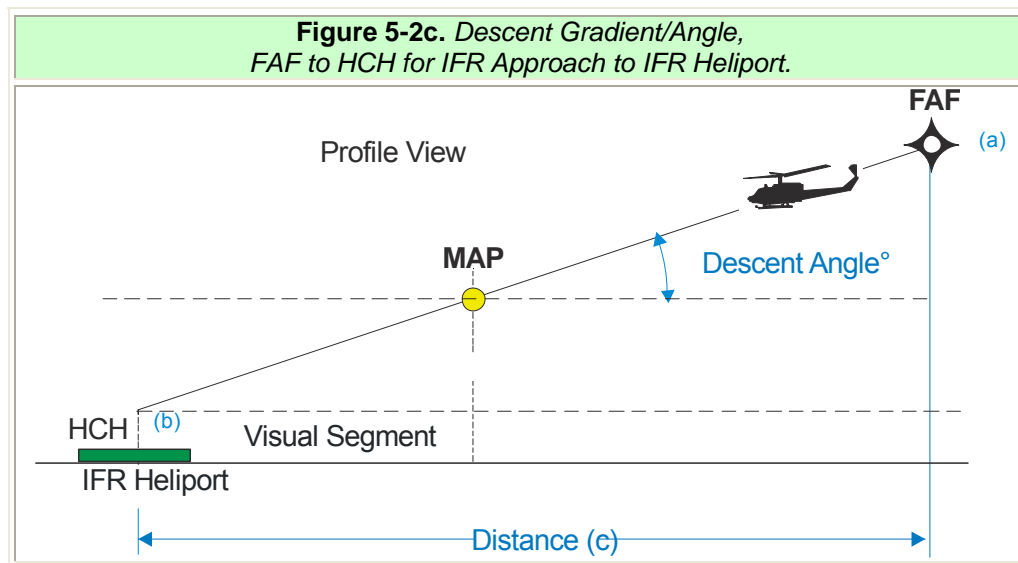 Figure 5-2c. Descent Gradient/Angle,
FAF to HCH for IFR Approach to IFR Heliport.
FAF
(a)
Profile View
MAP
Descent Angle°
HCH
(b)
Visual Segment
IFR Heliport
Distance (c)